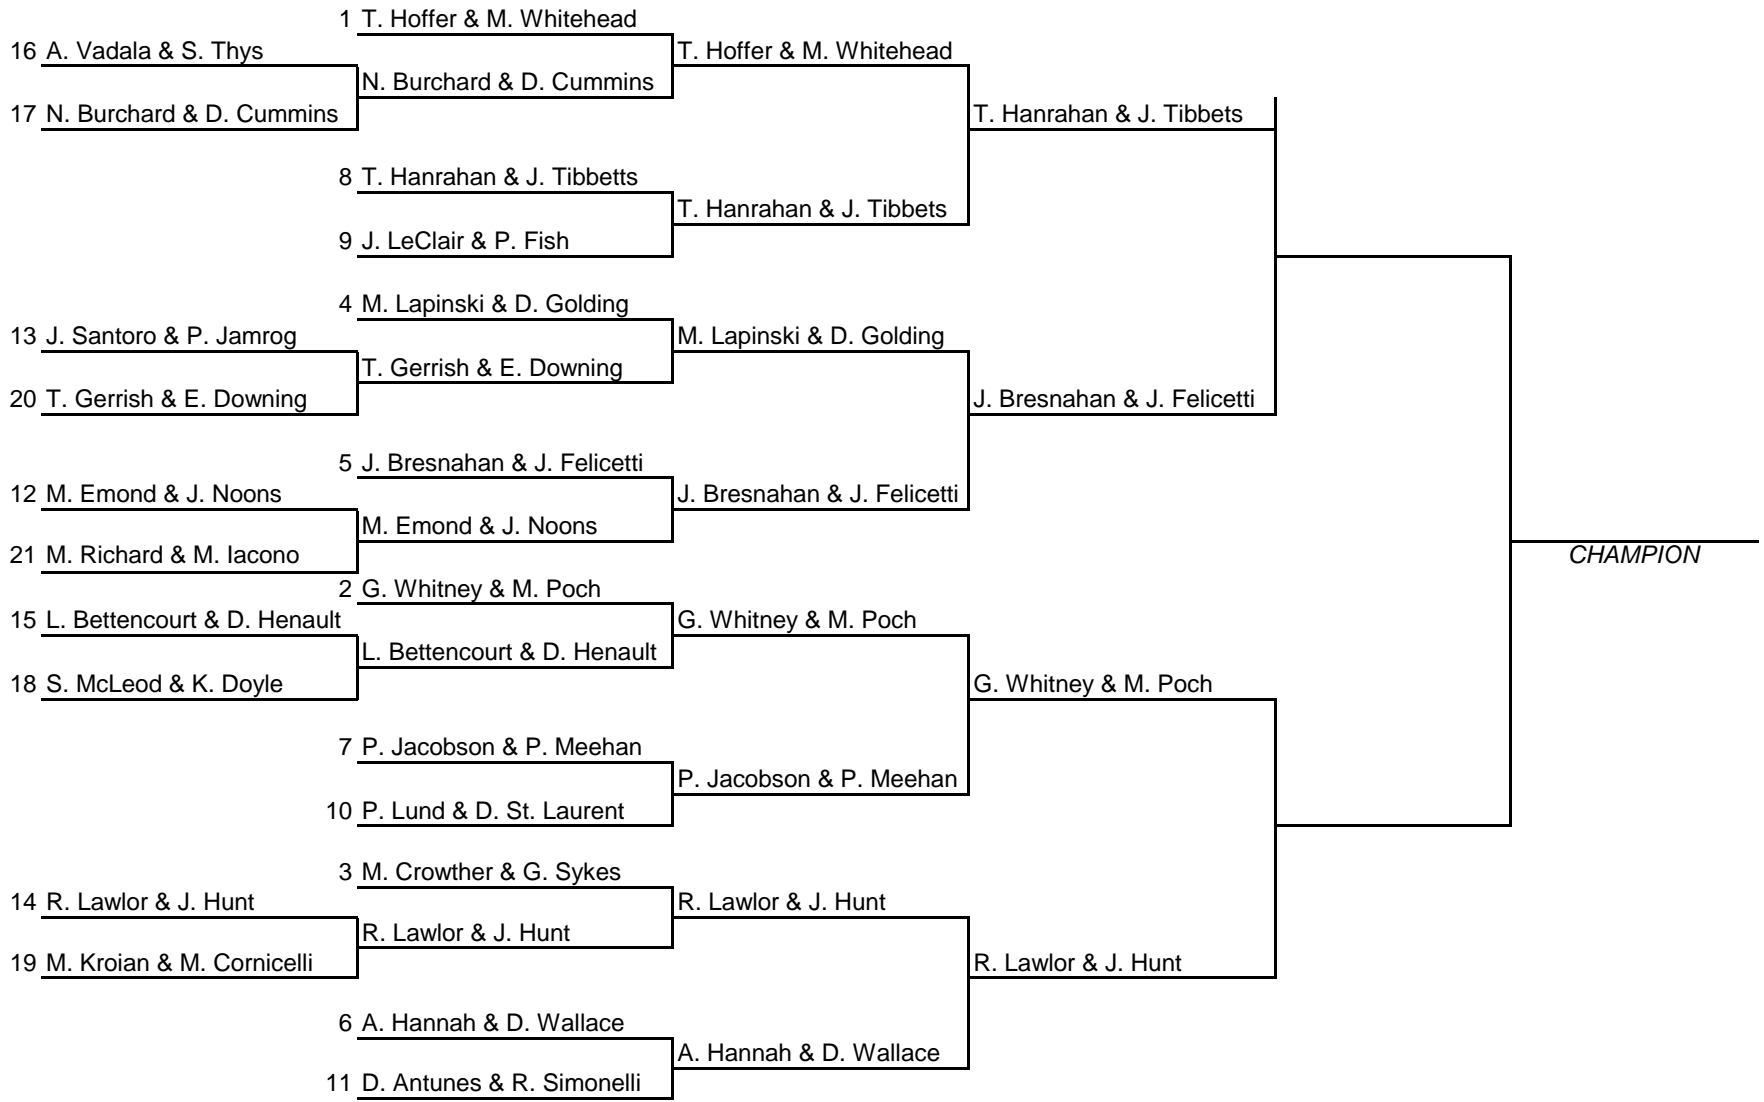 1 T. Hoffer & M. Whitehead
16 A. Vadala & S. Thys
T. Hoffer & M. Whitehead
N. Burchard & D. Cummins
17 N. Burchard & D. Cummins
T. Hanrahan & J. Tibbets
8 T. Hanrahan & J. Tibbetts
T. Hanrahan & J. Tibbets
9 J. LeClair & P. Fish
4 M. Lapinski & D. Golding
13 J. Santoro & P. Jamrog
M. Lapinski & D. Golding
T. Gerrish & E. Downing
20 T. Gerrish & E. Downing
J. Bresnahan & J. Felicetti
5 J. Bresnahan & J. Felicetti
12 M. Emond & J. Noons
J. Bresnahan & J. Felicetti
M. Emond & J. Noons
21 M. Richard & M. Iacono
CHAMPION
2 G. Whitney & M. Poch
15 L. Bettencourt & D. Henault
G. Whitney & M. Poch
L. Bettencourt & D. Henault
18 S. McLeod & K. Doyle
G. Whitney & M. Poch
7 P. Jacobson & P. Meehan
P. Jacobson & P. Meehan
10 P. Lund & D. St. Laurent
3 M. Crowther & G. Sykes
14 R. Lawlor & J. Hunt
R. Lawlor & J. Hunt
R. Lawlor & J. Hunt
19 M. Kroian & M. Cornicelli
R. Lawlor & J. Hunt
6 A. Hannah & D. Wallace
A. Hannah & D. Wallace
11 D. Antunes & R. Simonelli